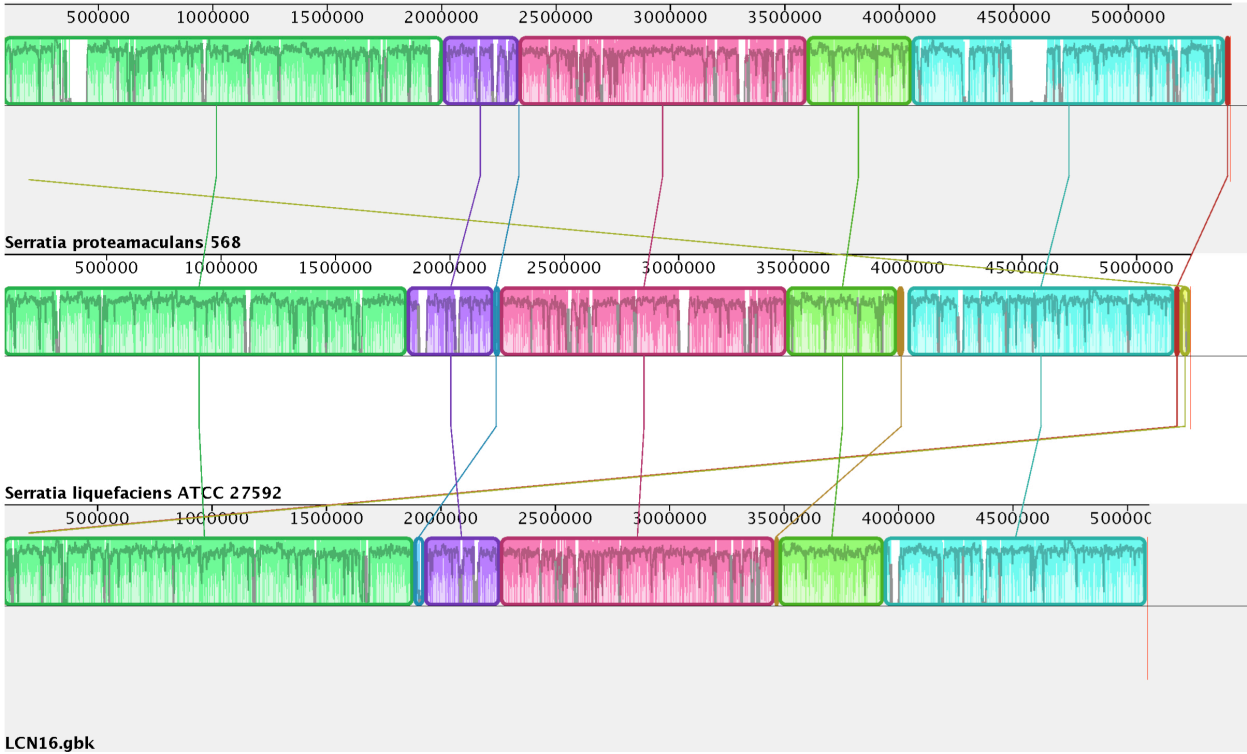 500000 1000000 1500000 2000000 2500000 3000000 3500000 4000000 4500000 5000000
Serratia proteamaculans 568
500000 1000000 1500000 2000000 2500000 3000000 3500000 4000000 4500000 5000000
Serratia liquefaciens ATCC 27592
500000 1000000 1500000 2000000 2500000 3000000 3500000 4000000 4500000 500000
LCN16.gbk